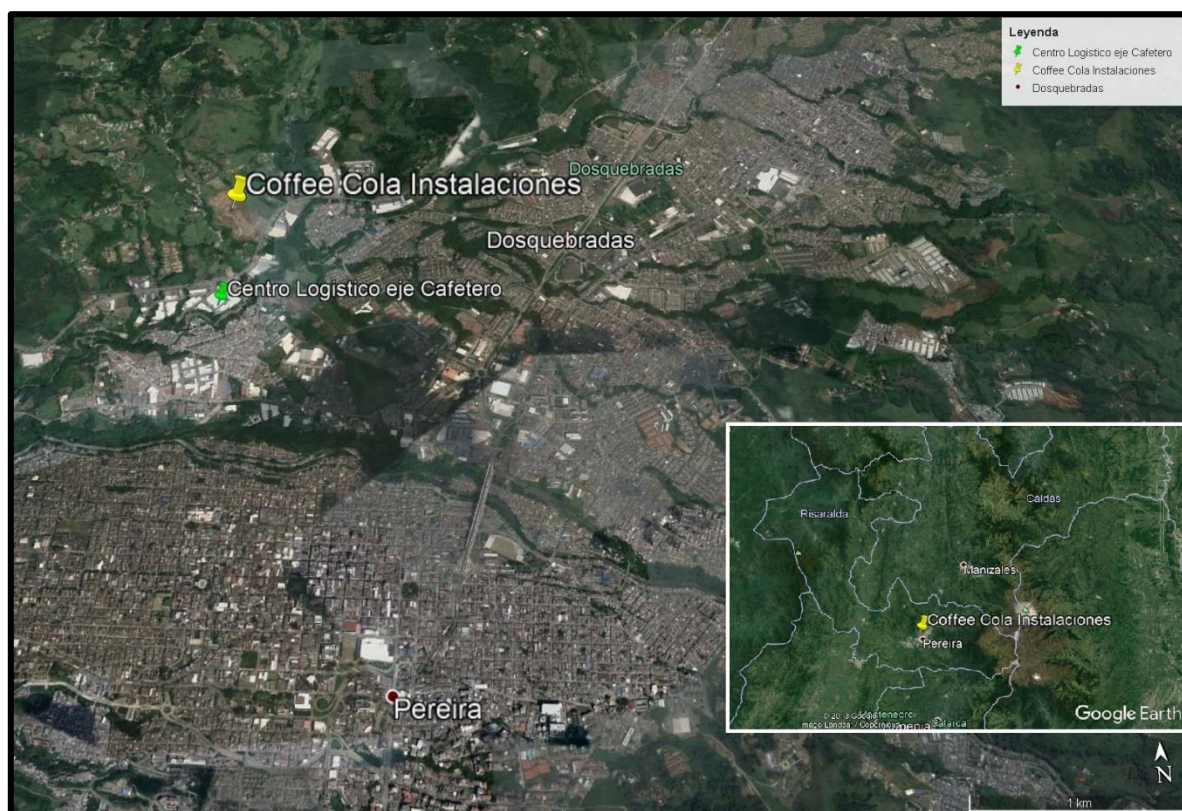 Leyenda
Centro Logistico eje Cafetero
Coffee Cola Instalaciones
Dosquebradas
Dosquebradas
Coffee Cola Instalaciones
Dosquebradas
Centro Logistico eje Cafetero
Pereira
Caldas
Risaralda
Manizales
Coffee Cola Instalaciones
Pereira
Google Earth
N
1 km